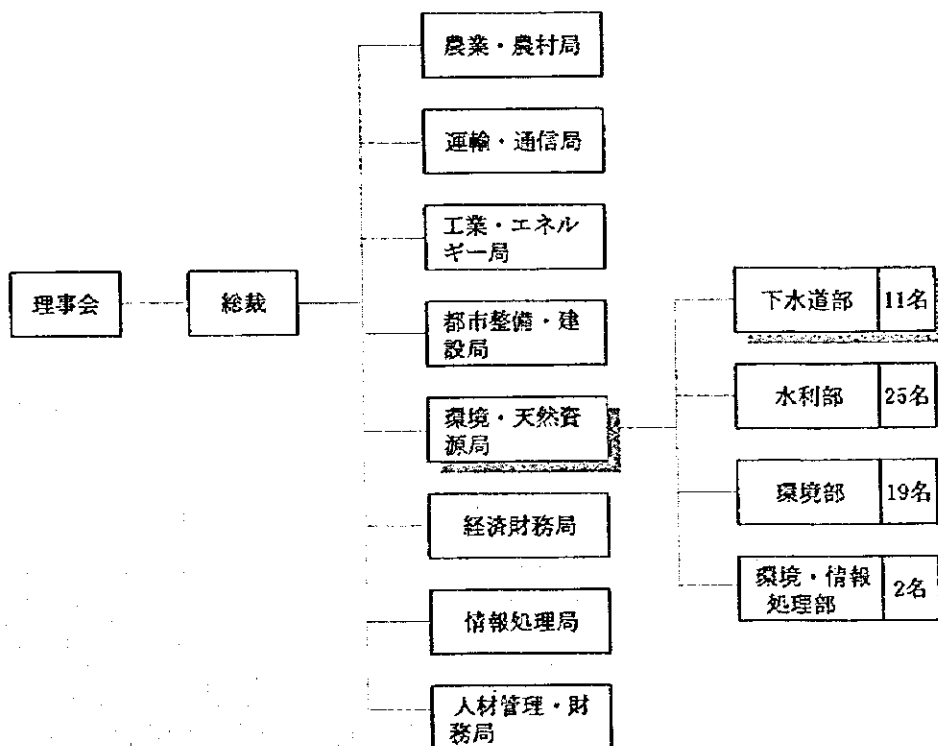 農業・農村局
運輸・通信局
工業・エネル
ギー局
理事会
総裁
都市整備・建
設局
環境・天然資
源局
経済財務局
情報処理局
人材管理・財
務局
下水道部
11名
水利部
25名
環境部
19名
環境・情報
処理部
2名